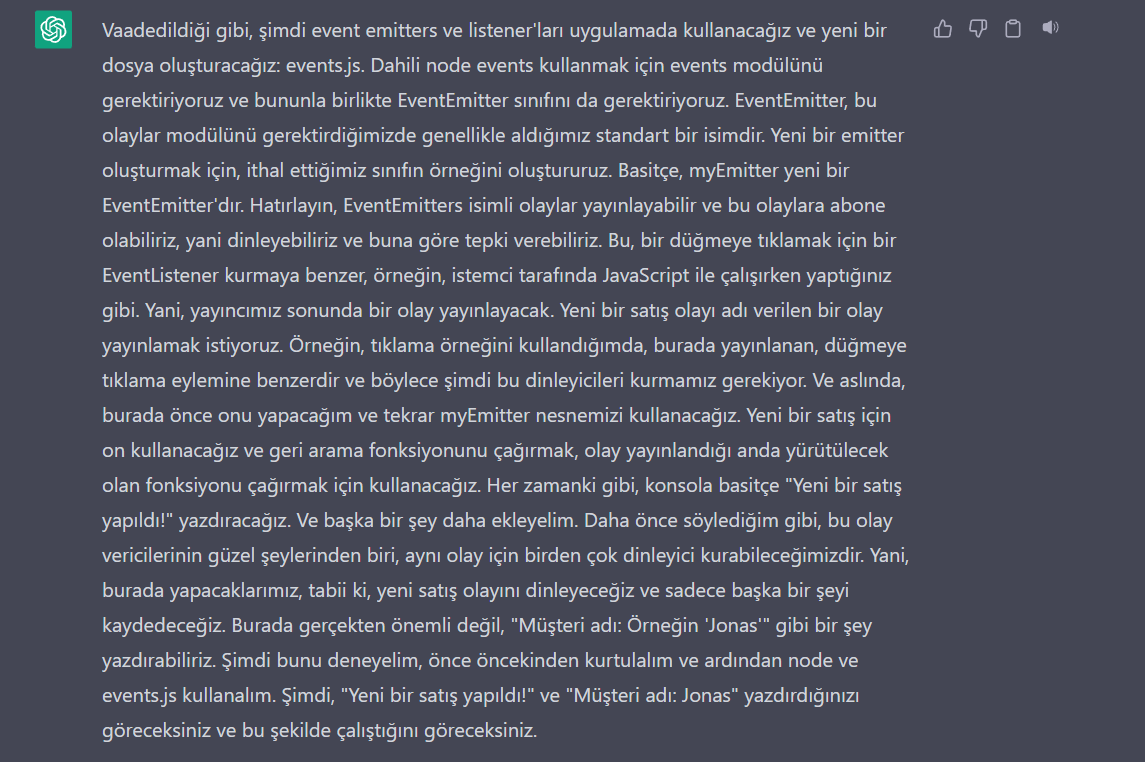 Vaadedildiği gibi, şimdi event emitters ve listener'ları uygulamada kullanacağız ve yeni bir
dosya oluşturacağız: events.js. Dahili node events kullanmak için events modülünü
gerektiriyoruz ve bununla birlikte EventEmitter sınıfını da gerektiriyoruz. EventEmitter, bu
olaylar modülünü gerektirdiğimizde genellikle aldığımız standart bir isimdir. Yeni bir emitter
oluşturmak için, ithal ettiğimiz sınıfın örneğini oluştururuz. Basitçe, myEmitter yeni bir
EventEmitter'dır. Hatırlayın, EventEmitters isimli olaylar yayınlayabilir ve bu olaylara abone
olabiliriz, yani dinleyebiliriz ve buna göre tepki verebiliriz. Bu, bir düğmeye tıklamak için bir
EventListener kurmaya benzer, örneğin, istemci tarafında JavaScript ile çalışırken yaptığınız
gibi. Yani, yayıncımız sonunda bir olay yayınlayacak. Yeni bir satış olayı adı verilen bir olay
yayınlamak istiyoruz. Örneğin, tıklama örneğini kullandığımda, burada yayınlanan, düğmeye
tıklama eylemine benzerdir ve böylece şimdi bu dinleyicileri kurmamız gerekiyor. Ve aslında,
burada önce onu yapacağım ve tekrar myEmitter nesnemizi kullanacağız. Yeni bir satış için
on kullanacağız ve geri arama fonksiyonunu çağırmak, olay yayınlandığı anda yürütülecek
olan fonksiyonu çağırmak için kullanacağız. Her zamanki gibi, konsola basitçe "Yeni bir satış
yapıldı!" yazdıracağız. Ve başka bir şey daha ekleyelim. Daha önce söylediğim gibi, bu olay
vericilerinin güzel şeylerinden biri, aynı olay için birden çok dinleyici kurabileceğimizdir. Yani,
burada yapacaklarımız, tabii ki, yeni satış olayını dinleyeceğiz ve sadece başka bir şeyi
kaydedeceğiz. Burada gerçekten önemli değil, "Müşteri adı: Örneğin 'Jonas'" gibi bir şey
yazdırabiliriz. Şimdi bunu deneyelim, önce öncekinden kurtulalım ve ardından node ve
events.js kullanalım. Şimdi, "Yeni bir satış yapıldı!" ve "Müşteri adı: Jonas" yazdırdığınızı
göreceksiniz ve bu şekilde çalıştığını göreceksiniz.